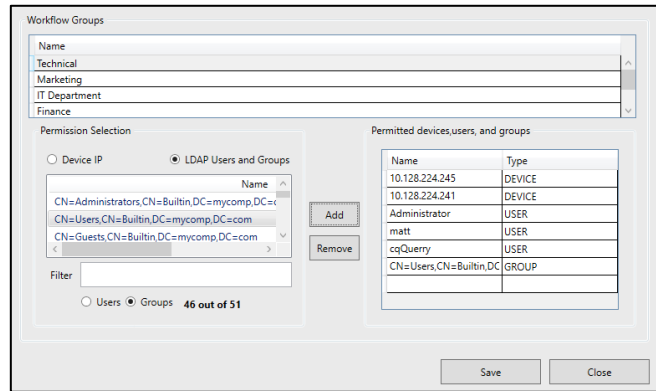 Workflow Groups
Name
Technical
Marketing
IT Department
Finance
Permission Selection
Device IP
LDAP Users and Groups
Name
CN=Administrators,CN=Builtin,DC=mycomp,DC=c
CN=Users,CN=Builtin,DC=mycomp,DC=com
CN=Guests,CN=Builtin,DC=mycomp,DC=com
Filter
Users Groups 46 out of 51
Add
Remove
Permitted devices,users, and groups
Name Type
10.128.224.245 DEVICE
10.128.224.241 DEVICE
Administrator USER
matt USER
cqQuerry USER
CN=Users,CN=Builtin,DC GROUP
Save Close